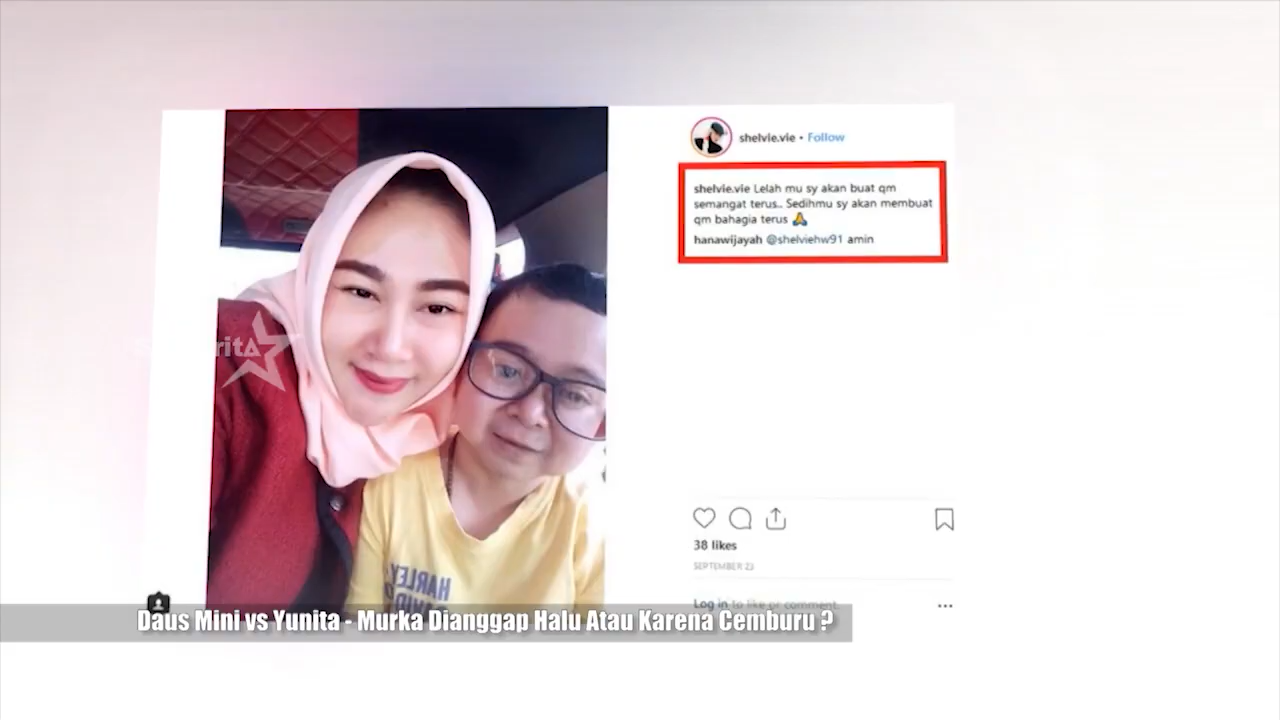 shelvie.vie • Follow
shelvie.vie Lelah mu sy akan buat qm
semangat terus.. Sedihmu sy akan membuat
qm bahagia terus 🙏
hanawijayah @shelviehw91 amin
HARLEY
38 likes
SEPTEMBER 23
Log in to like or comment.
Daus Mini vs Yunita - Murka Dianggap Halu Atau Karena Cemburu ?